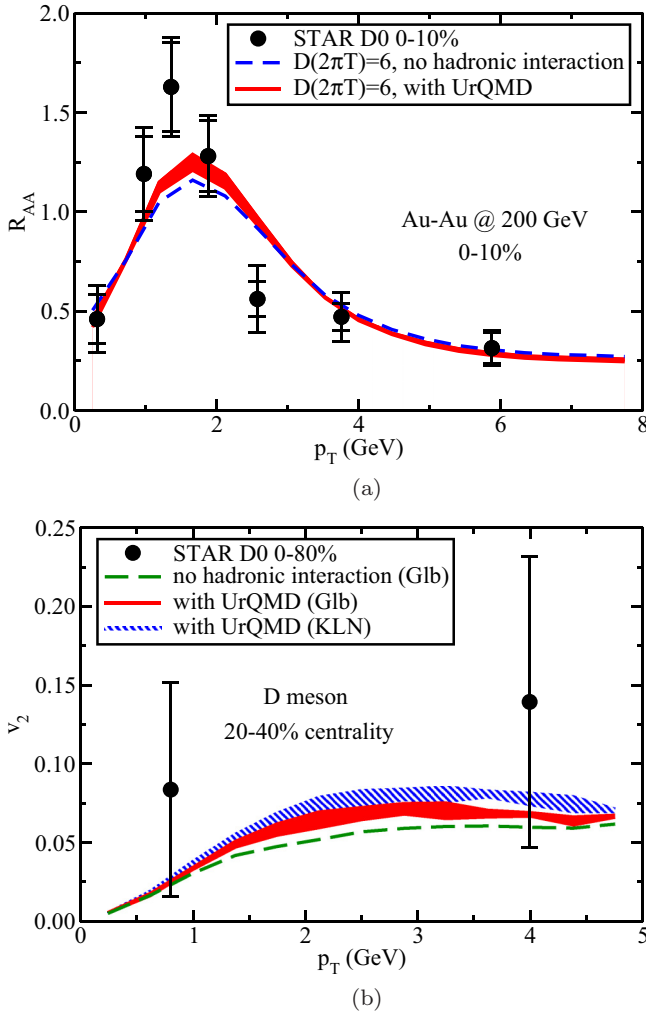 STAR D0 0-10%
D(2πT)=6, no hadronic interaction
D(2πT)=6, with UrQMD
2.0
1.5
1.0
0.5
0.0
R_AA
Au-Au @ 200 GeV
0-10%
0 2 4 6 8
p_T (GeV)
(a)
0.25
0.20
0.15
0.10
0.05
0.00
v_2
STAR D0 0-80%
no hadronic interaction (Glb)
with UrQMD (Glb)
with UrQMD (KLN)
D meson
20-40% centrality
0 1 2 3 4 5
p_T (GeV)
(b)